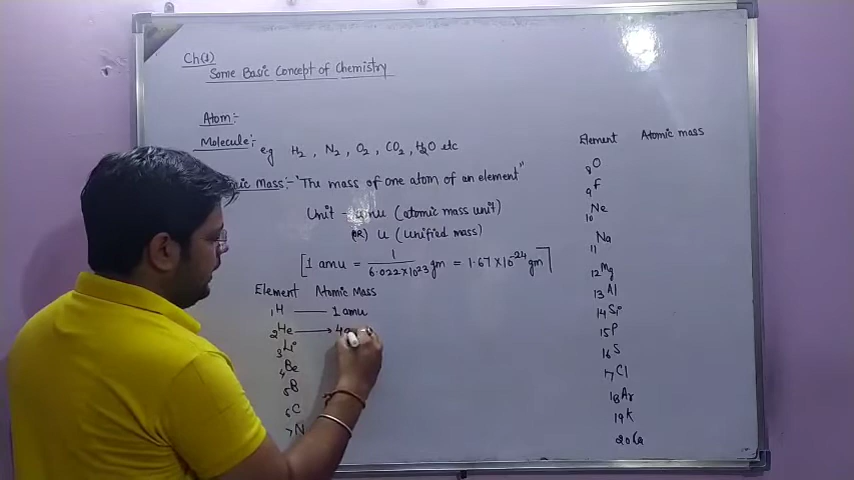 Ch(1)
Some Basic Concept of Chemistry
Atom:-
Molecule:- e.g H₂, N₂, O₂, CO₂, H₂O etc
Mass:- "The mass of one atom of an element"
Unit - amu (atomic mass unit)
(OR) u (unified mass)
[1 amu = 1/6.022×10²³ gm = 1.67×10⁻²⁴ gm]
Element Atomic Mass
₁H —— 1 amu
₂He ——→ 4
₃Li
₄Be
₅B
₆C
₇N
Element Atomic mass
₈O
₉F
₁₀Ne
₁₁Na
₁₂Mg
₁₃Al
₁₄Si
₁₅P
₁₆S
₁₇Cl
₁₈Ar
₁₉K
₂₀Ca